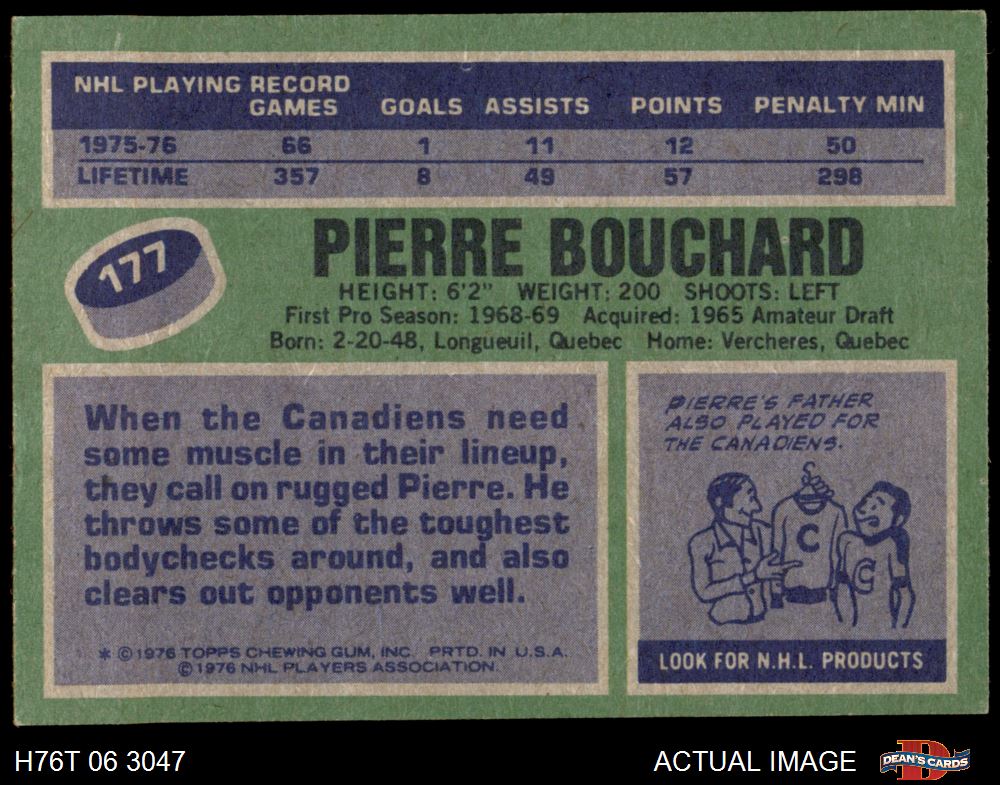 NHL PLAYING RECORD
GAMES GOALS ASSISTS POINTS PENALTY MIN
1975-76 66 1 11 12 50
LIFETIME 357 8 49 57 298
177
PIERRE BOUCHARD
HEIGHT: 6'2" WEIGHT: 200 SHOOTS: LEFT
First Pro Season: 1968-69 Acquired: 1965 Amateur Draft
Born: 2-20-48, Longueuil, Quebec Home: Vercheres, Quebec
When the Canadiens need
some muscle in their lineup,
they call on rugged Pierre. He
throws some of the toughest
bodychecks around, and also
clears out opponents well.
* ©1976 TOPPS CHEWING GUM, INC. PRTD. IN U.S.A.
©1976 NHL PLAYERS ASSOCIATION.
PIERRE'S FATHER
ALSO PLAYED FOR
THE CANADIENS.
C
C
LOOK FOR N.H.L. PRODUCTS
H76T 06 3047
ACTUAL IMAGE
D
DEAN'S CARDS